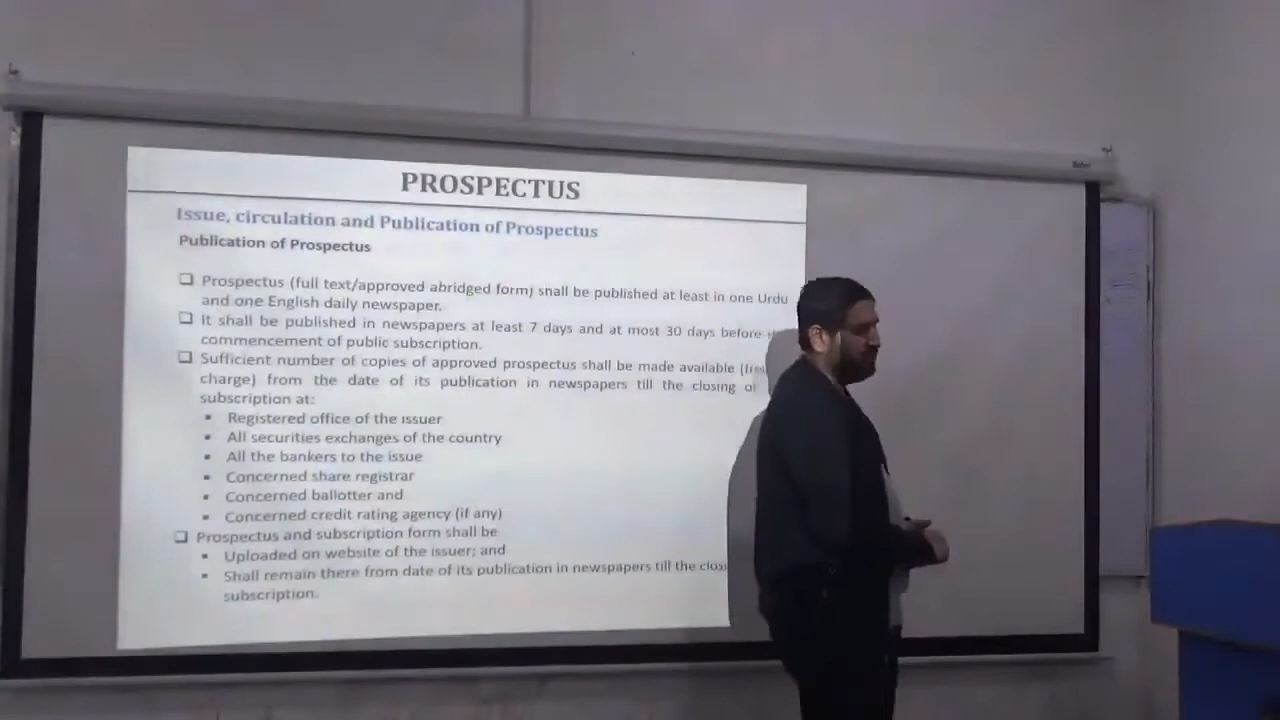 PROSPECTUS
Issue, circulation and Publication of Prospectus
Publication of Prospectus
❑ Prospectus (full text/approved abridged form) shall be published at least in one Urdu
and one English daily newspaper.
❑ It shall be published in newspapers at least 7 days and at most 30 days before
commencement of public subscription.
❑ Sufficient number of copies of approved prospectus shall be made available
charge) from the date of its publication in newspapers till the closing
subscription at:
▪ Registered office of the issuer
▪ All securities exchanges of the country
▪ All the bankers to the issue
▪ Concerned share registrar
▪ Concerned ballotter and
▪ Concerned credit rating agency (if any)
❑ Prospectus and subscription form shall be
▪ Uploaded on website of the issuer; and
▪ Shall remain there from date of its publication in newspapers till the
subscription.